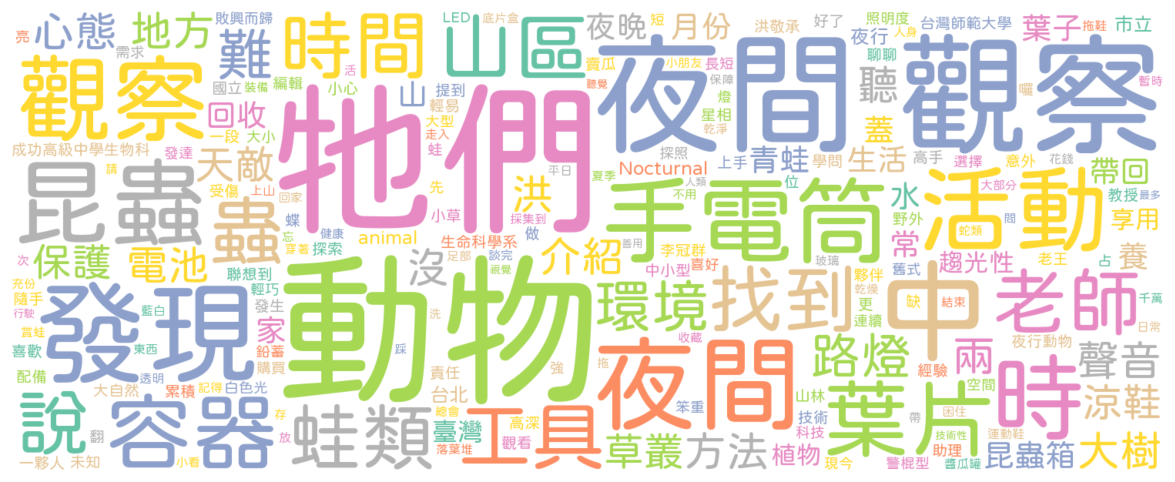 亮 心態 地方 敗興而歸 LED 底片盒 夜晚 短 月份 洪敬承 好了 照明度 人身 台灣師範大學 葉子 拖鞋 市立
需求 難 時間 山區 賣瓜 小朋友 長短 夜行 聊聊
觀察 國立 裝備 編輯 活 聽覺 保障 夜間 聽 觀察 囉 暫時
回收 小心 山 提到 燈
一段 大小 輕易 大型 星相 蓋
成功高級中學生物科 發達 牠們 走入 乾淨
講 天敵 蛙 平日 探照 上手 青蛙 學問 生活 高手 選擇 意外 花錢 帶回
昆蟲 受傷 上山 回家 先 洪 夏季 Nocturnal 人類 位 水 大部分 教授 最多
蟲 蝶 小草 採集到 手電筒 不用 野外 活動 享用
忘 健康 animal 生命科學系 做 常 問 蛇類
次 保護 電池 穿著 探索 沒 足部 談完 介紹 李冠群 喜好 玻璃 趨光性 老王 占 養
充份 聯想到 視覺 善用 中小型 舊式 夥伴
隨手 輕巧 環境 找到 乾燥 中 缺 結束 老師 千萬
行駛 發現 藍白 發生 動物 洗 更
賞蛙 家 收藏 連續 日常
喜歡 東西 鉛蓄 踩 夜間 路燈 經驗 兩 夜行動物 聲音
配備 透明 購買 強 拖 空間
大自然 累積 記得 白色光 責任 台北 笨重 山林 葉片 困住 時 涼鞋
說 容器 存 蛙類 總會 工具 高深 技術 帶 運動鞋
翻 放 臺灣 觀看 草叢 方法 科技 技術性 助理 昆蟲箱 大樹
一夥人 未知 小看 落葉堆 植物 現今 警棍型 醬瓜罐